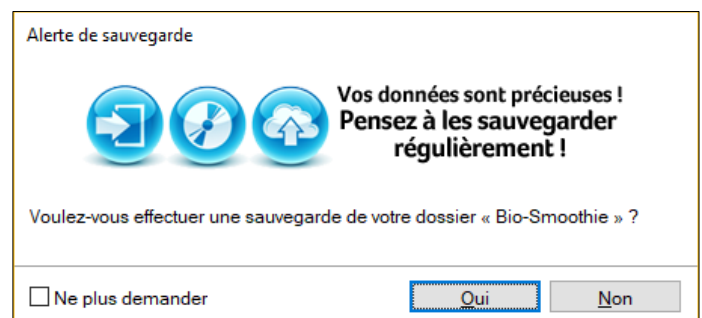 Alerte de sauvegarde
Vos données sont précieuses !
Pensez à les sauvegarder
régulièrement !
Voulez-vous effectuer une sauvegarde de votre dossier « Bio-Smoothie » ?
Ne plus demander
Oui
Non